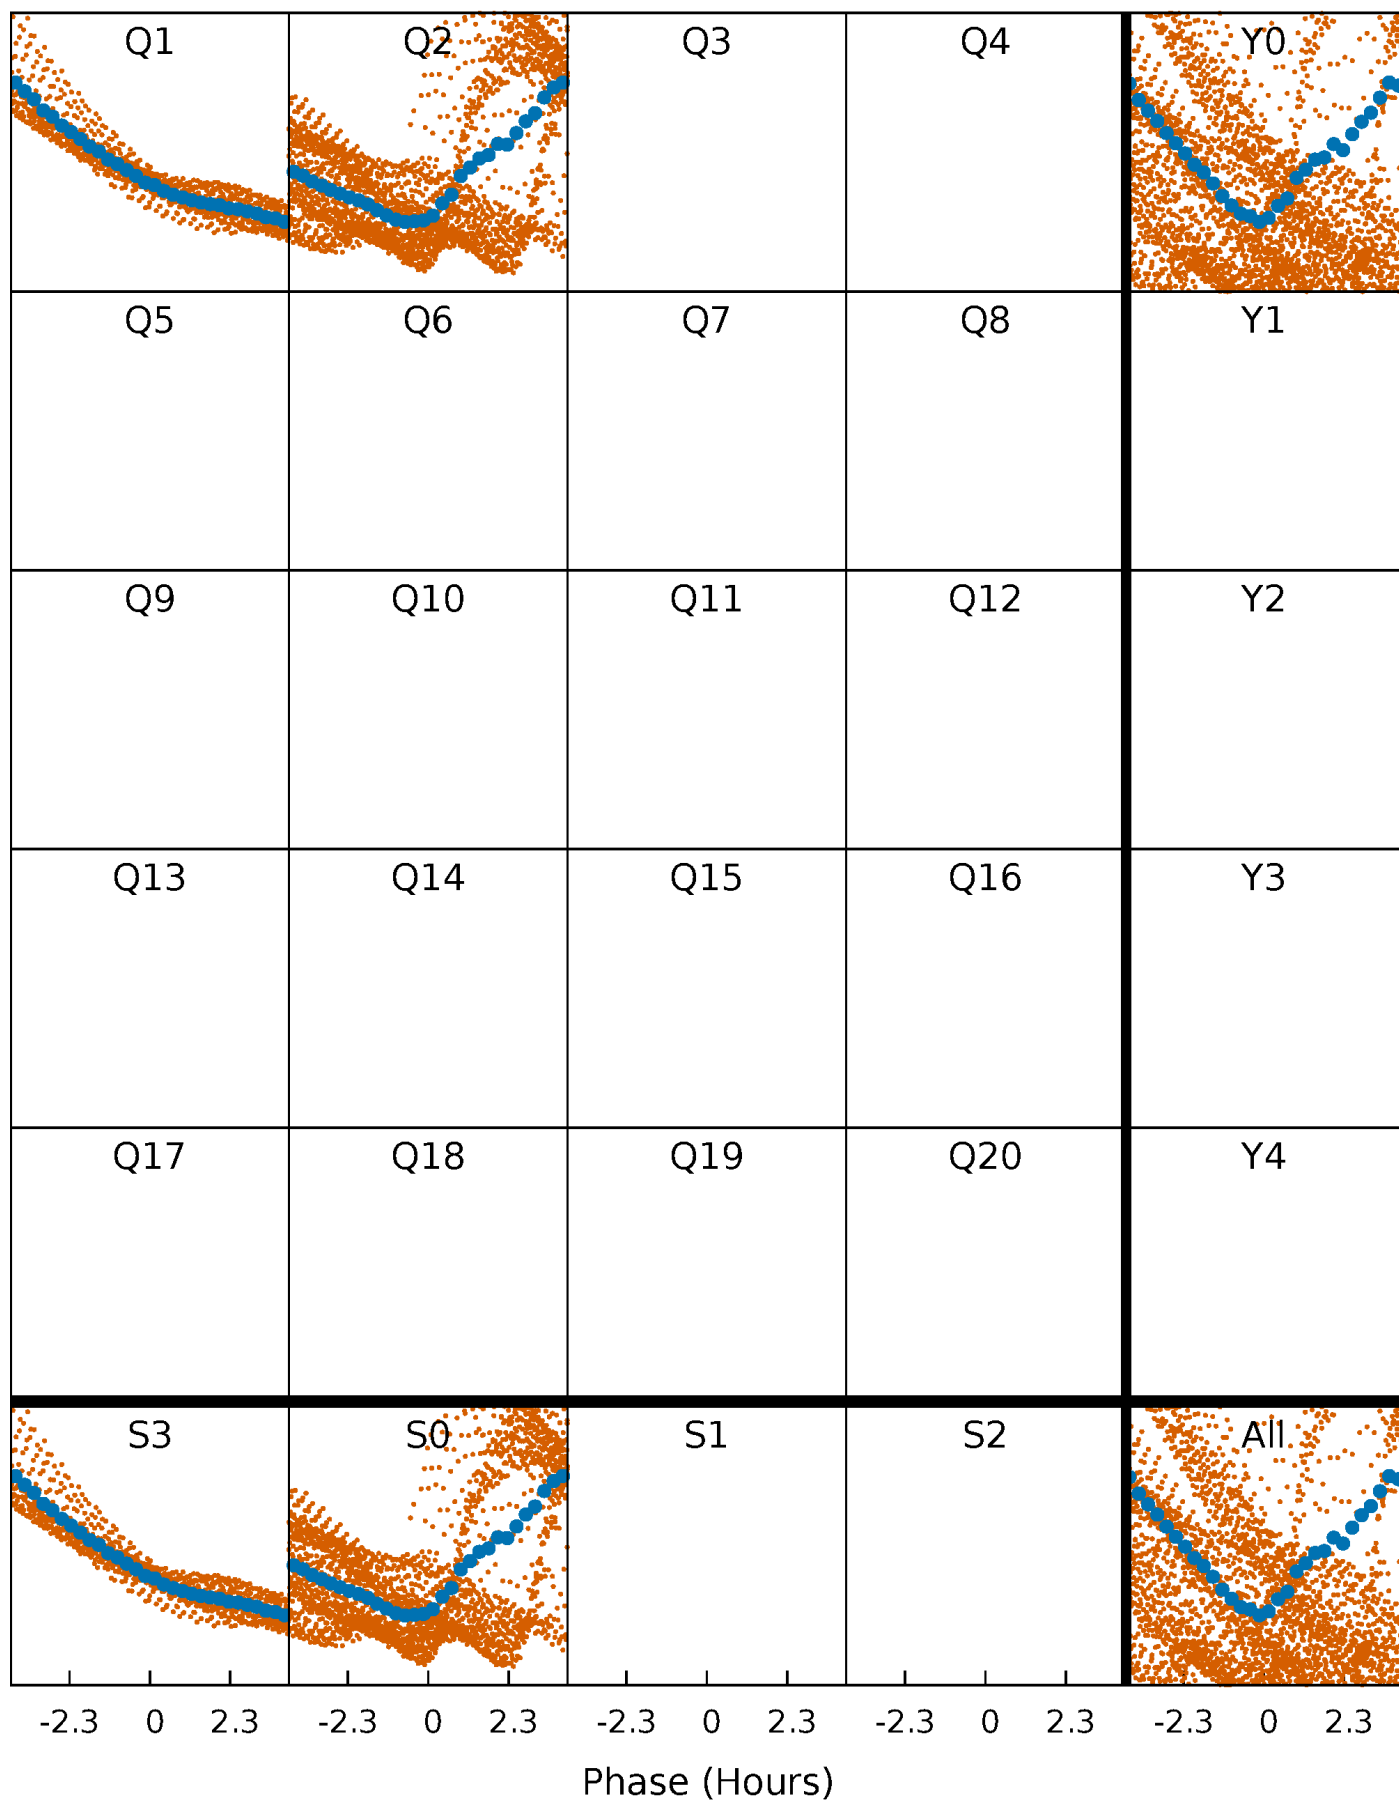 Q1 Q2 Q3 Q4 Y0
Q5 Q6 Q7 Q8 Y1
Q9 Q10 Q11 Q12 Y2
Q13 Q14 Q15 Q16 Y3
Q17 Q18 Q19 Q20 Y4
S3 S0 S1 S2 All
-2.3 0 2.3 -2.3 0 2.3 -2.3 0 2.3 -2.3 0 2.3 -2.3 0 2.3
Phase (Hours)